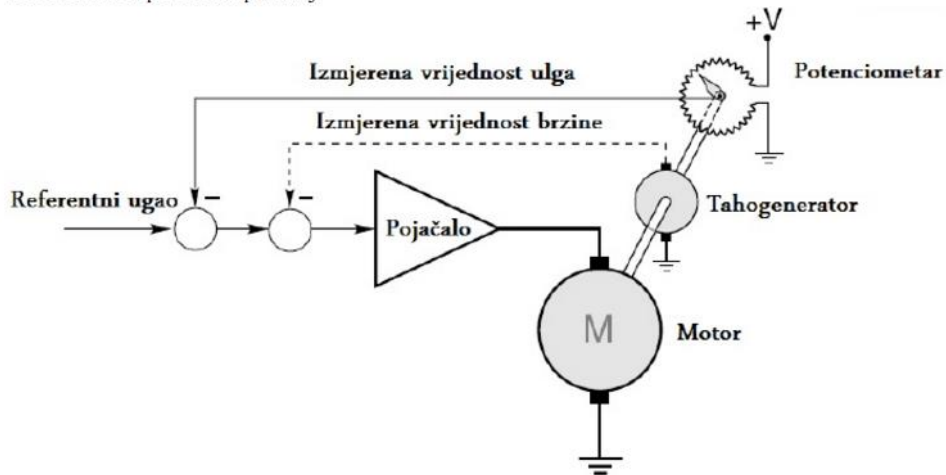 +V
Izmjerena vrijednost ulga
Potenciometar
Izmjerena vrijednost brzine
Referentni ugao
Tahogenerator
Pojačalo
M
Motor